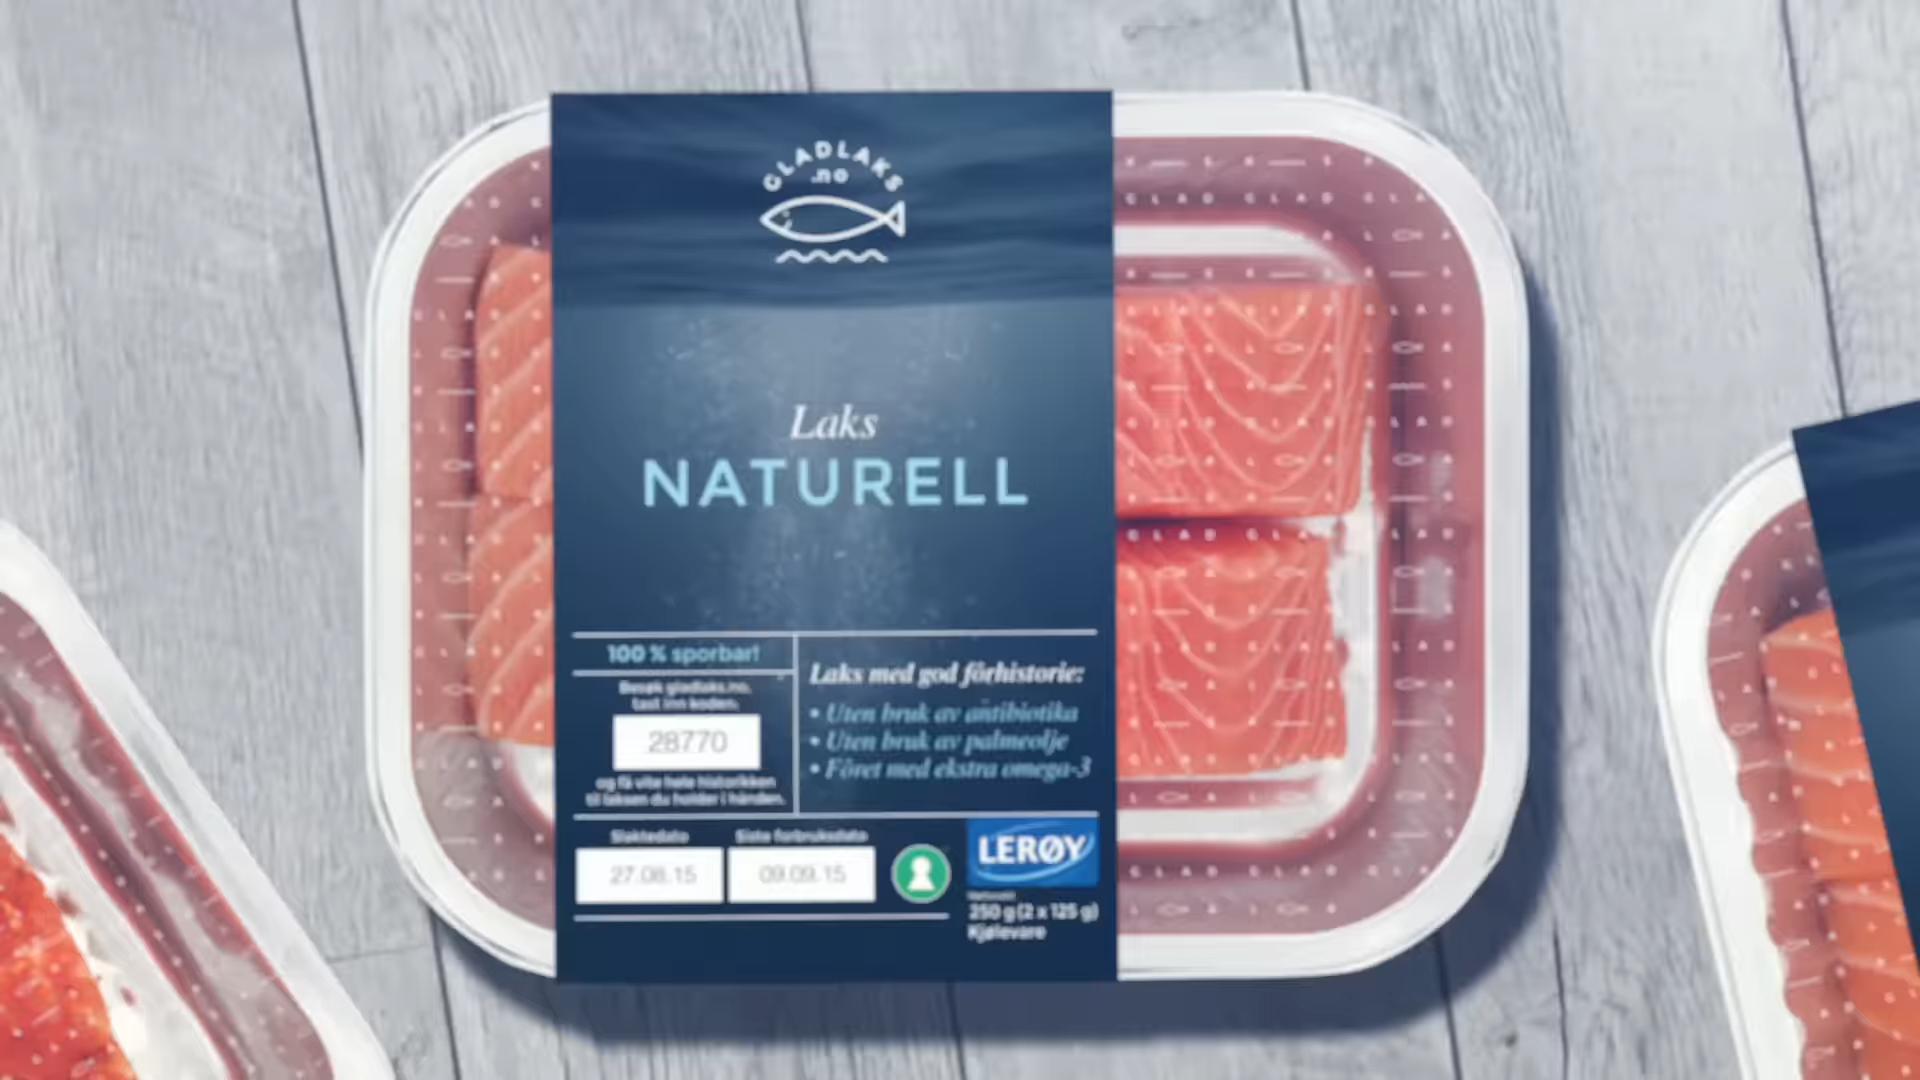 GLADLAKS
.no
Laks
NATURELL
100 % sporbar!
Besøk gladlaks.no,
tast inn koden,
28770
og få vite hele historikken
til laksen du holder i hånden.
Laks med god fôrhistorie:
• Uten bruk av antibiotika
• Uten bruk av palmeolje
• Fôret med ekstra omega-3
Slaktedato
Siste forbruksdato
27.08.15
09.09.15
LERØY
250 g (2 x 125 g)
Kjølevare